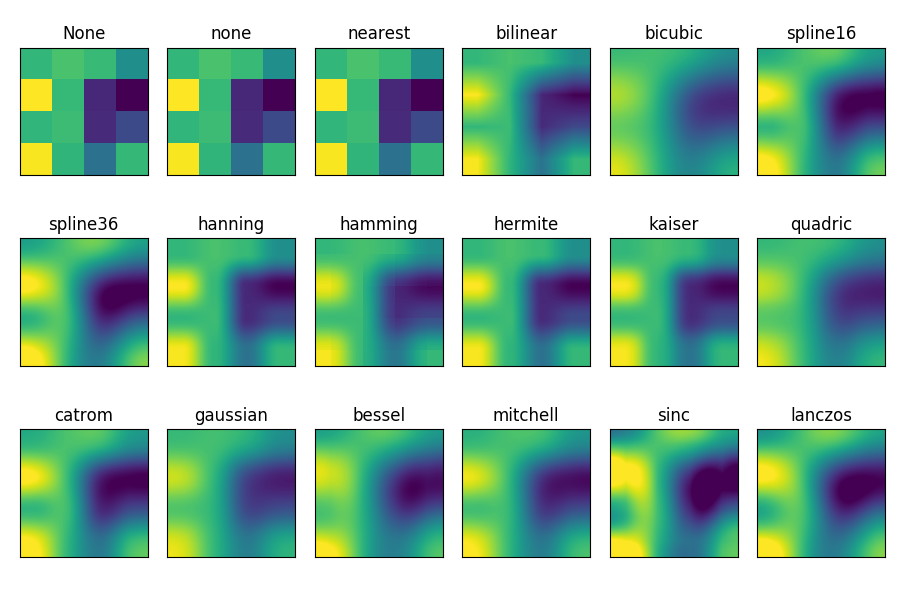 None none nearest bilinear bicubic spline16
spline36 hanning hamming hermite kaiser quadric
catrom gaussian bessel mitchell sinc lanczos